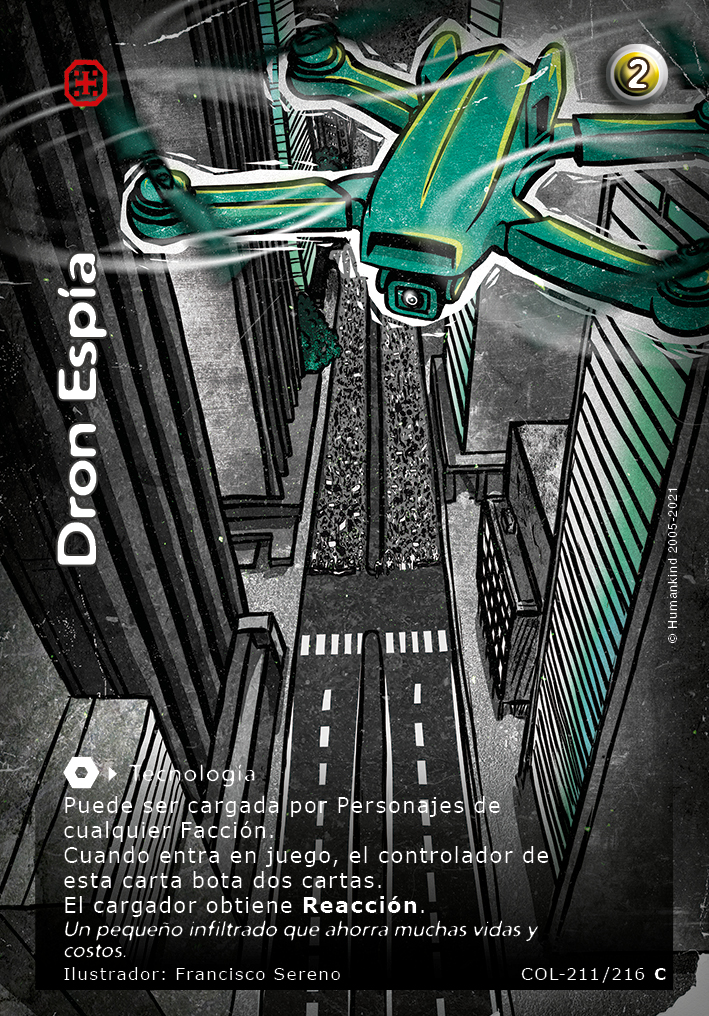 2
Dron Espía
© Humankind 2005-2021
Tecnología
Puede ser cargada por Personajes de
cualquier Facción.
Cuando entra en juego, el controlador de
esta carta bota dos cartas.
El cargador obtiene Reacción.
Un pequeño infiltrado que ahorra muchas vidas y
costos.
Ilustrador: Francisco Sereno COL-211/216 C